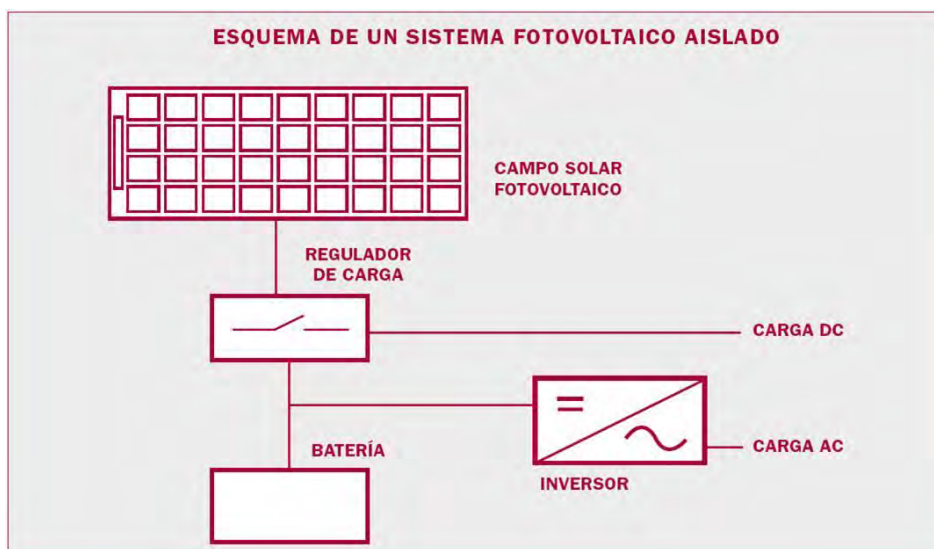 ESQUEMA DE UN SISTEMA FOTOVOLTAICO AISLADO
CAMPO SOLAR
FOTOVOLTAICO
REGULADOR
DE CARGA
CARGA DC
BATERÍA
CARGA AC
INVERSOR